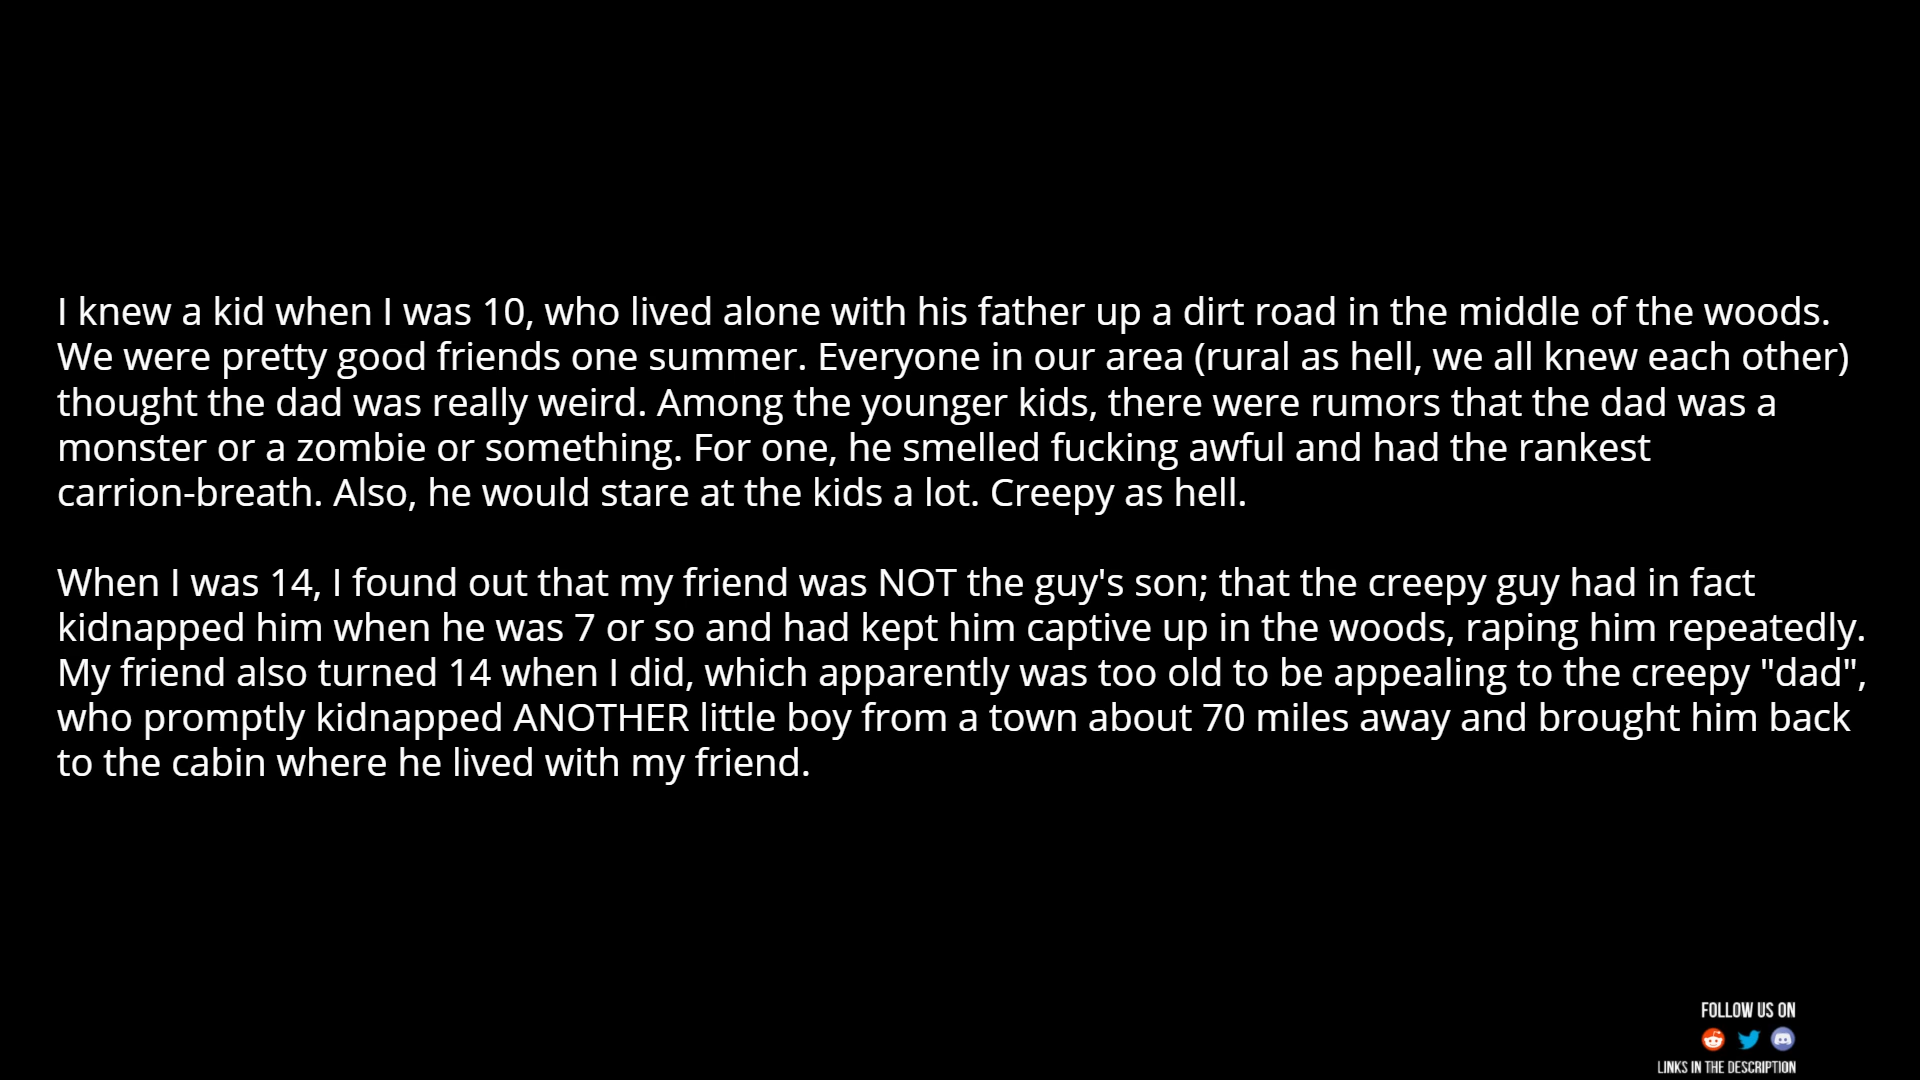 I knew a kid when I was 10, who lived alone with his father up a dirt road in the middle of the woods.
We were pretty good friends one summer. Everyone in our area (rural as hell, we all knew each other)
thought the dad was really weird. Among the younger kids, there were rumors that the dad was a
monster or a zombie or something. For one, he smelled fucking awful and had the rankest
carrion-breath. Also, he would stare at the kids a lot. Creepy as hell.
When I was 14, I found out that my friend was NOT the guy's son; that the creepy guy had in fact
kidnapped him when he was 7 or so and had kept him captive up in the woods, raping him repeatedly.
My friend also turned 14 when I did, which apparently was too old to be appealing to the creepy "dad",
who promptly kidnapped ANOTHER little boy from a town about 70 miles away and brought him back
to the cabin where he lived with my friend.
FOLLOW US ON
LINKS IN THE DESCRIPTION